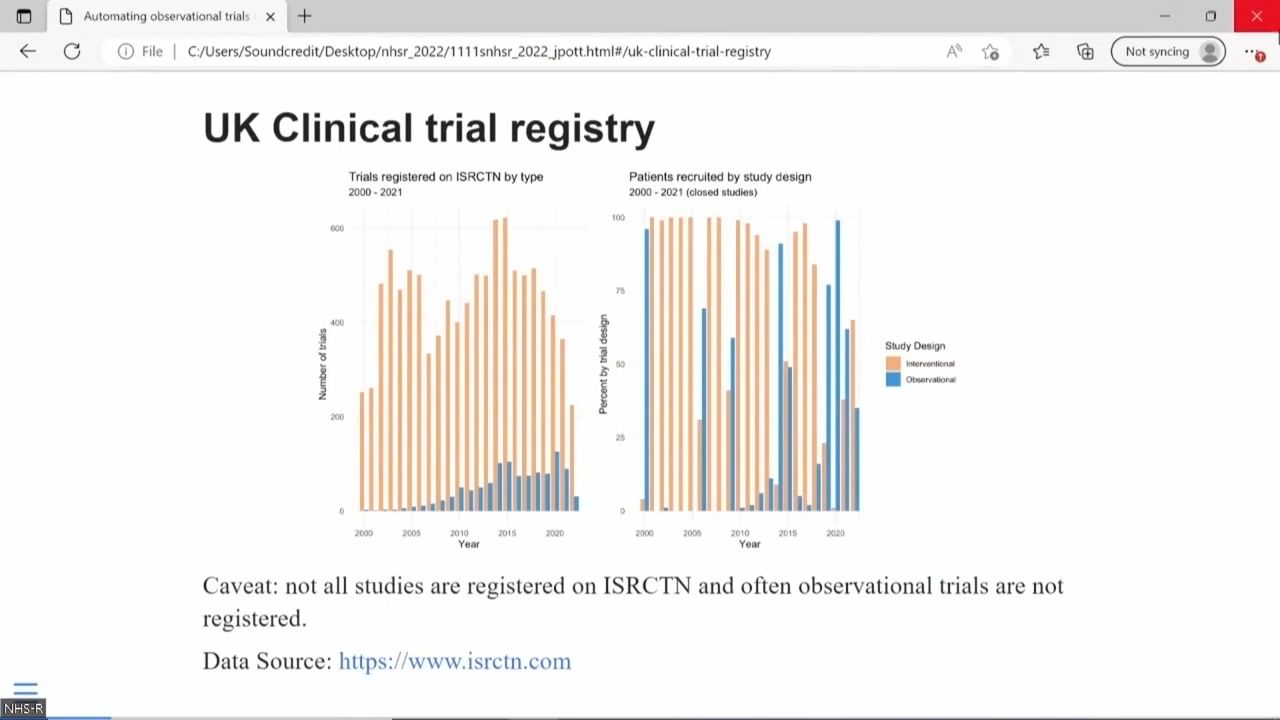 Automating observational trials
File
C:/Users/Soundcredit/Desktop/nhsr_2022/1111snhsr_2022_jpott.html#/uk-clinical-trial-registry
Not syncing
UK Clinical trial registry
Trials registered on ISRCTN by type
2000 - 2021
600
400
200
0
Number of trials
2000 2005 2010 2015 2020
Year
Patients recruited by study design
2000 - 2021 (closed studies)
100
75
50
25
0
Percent by trial design
2000 2005 2010 2015 2020
Year
Study Design
Interventional
Observational
Caveat: not all studies are registered on ISRCTN and often observational trials are not
registered.
Data Source: https://www.isrctn.com
NHS-R